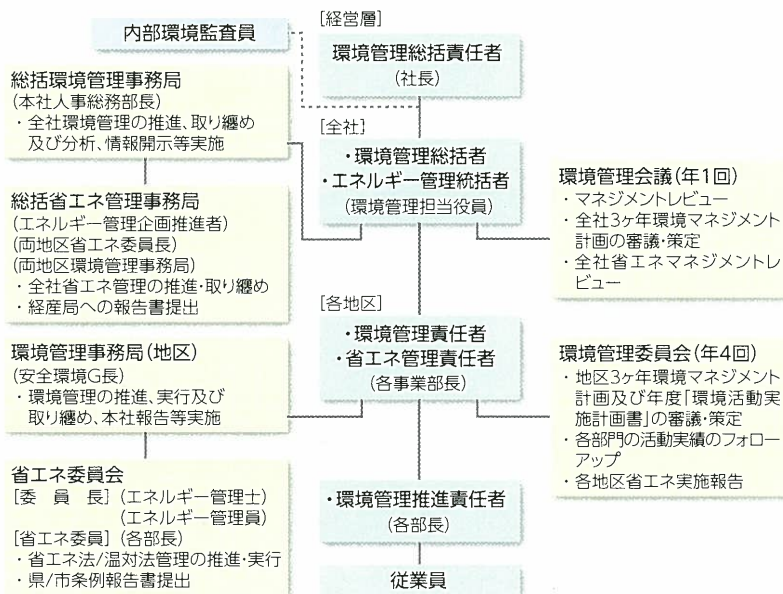 内部環境監査員
[経営層]
環境管理総括責任者
(社長)
総括環境管理事務局
(本社人事総務部長)
・全社環境管理の推進、取り纏め
及び分析、情報開示等実施
[全社]
・環境管理総括者
・エネルギー管理統括者
(環境管理担当役員)
環境管理会議(年1回)
・マネジメントレビュー
・全社3ヶ年環境マネジメント
計画の審議・策定
・全社省エネマネジメントレ
ビュー
総括省エネ管理事務局
(エネルギー管理企画推進者)
(両地区省エネ委員長)
(両地区環境管理事務局)
・全社省エネ管理の推進・取り纏め
・経産局への報告書提出
[各地区]
・環境管理責任者
・省エネ管理責任者
(各事業部長)
環境管理事務局(地区)
(安全環境G長)
・環境管理の推進、実行及び
取り纏め、本社報告等実施
環境管理委員会(年4回)
・地区3ヶ年環境マネジメント
計画及び年度「環境活動実
施計画書」の審議・策定
・各部門の活動実績のフォロー
アップ
・各地区省エネ実施報告
省エネ委員会
[委員長](エネルギー管理士)
(エネルギー管理員)
[省エネ委員](各部長)
・省エネ法/温対法管理の推進・実行
・県/市条例報告書提出
・環境管理推進責任者
(各部長)
従業員